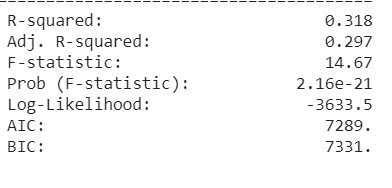 R-squared: 0.318
Adj. R-squared: 0.297
F-statistic: 14.67
Prob (F-statistic): 2.16e-21
Log-Likelihood: -3633.5
AIC: 7289.
BIC: 7331.